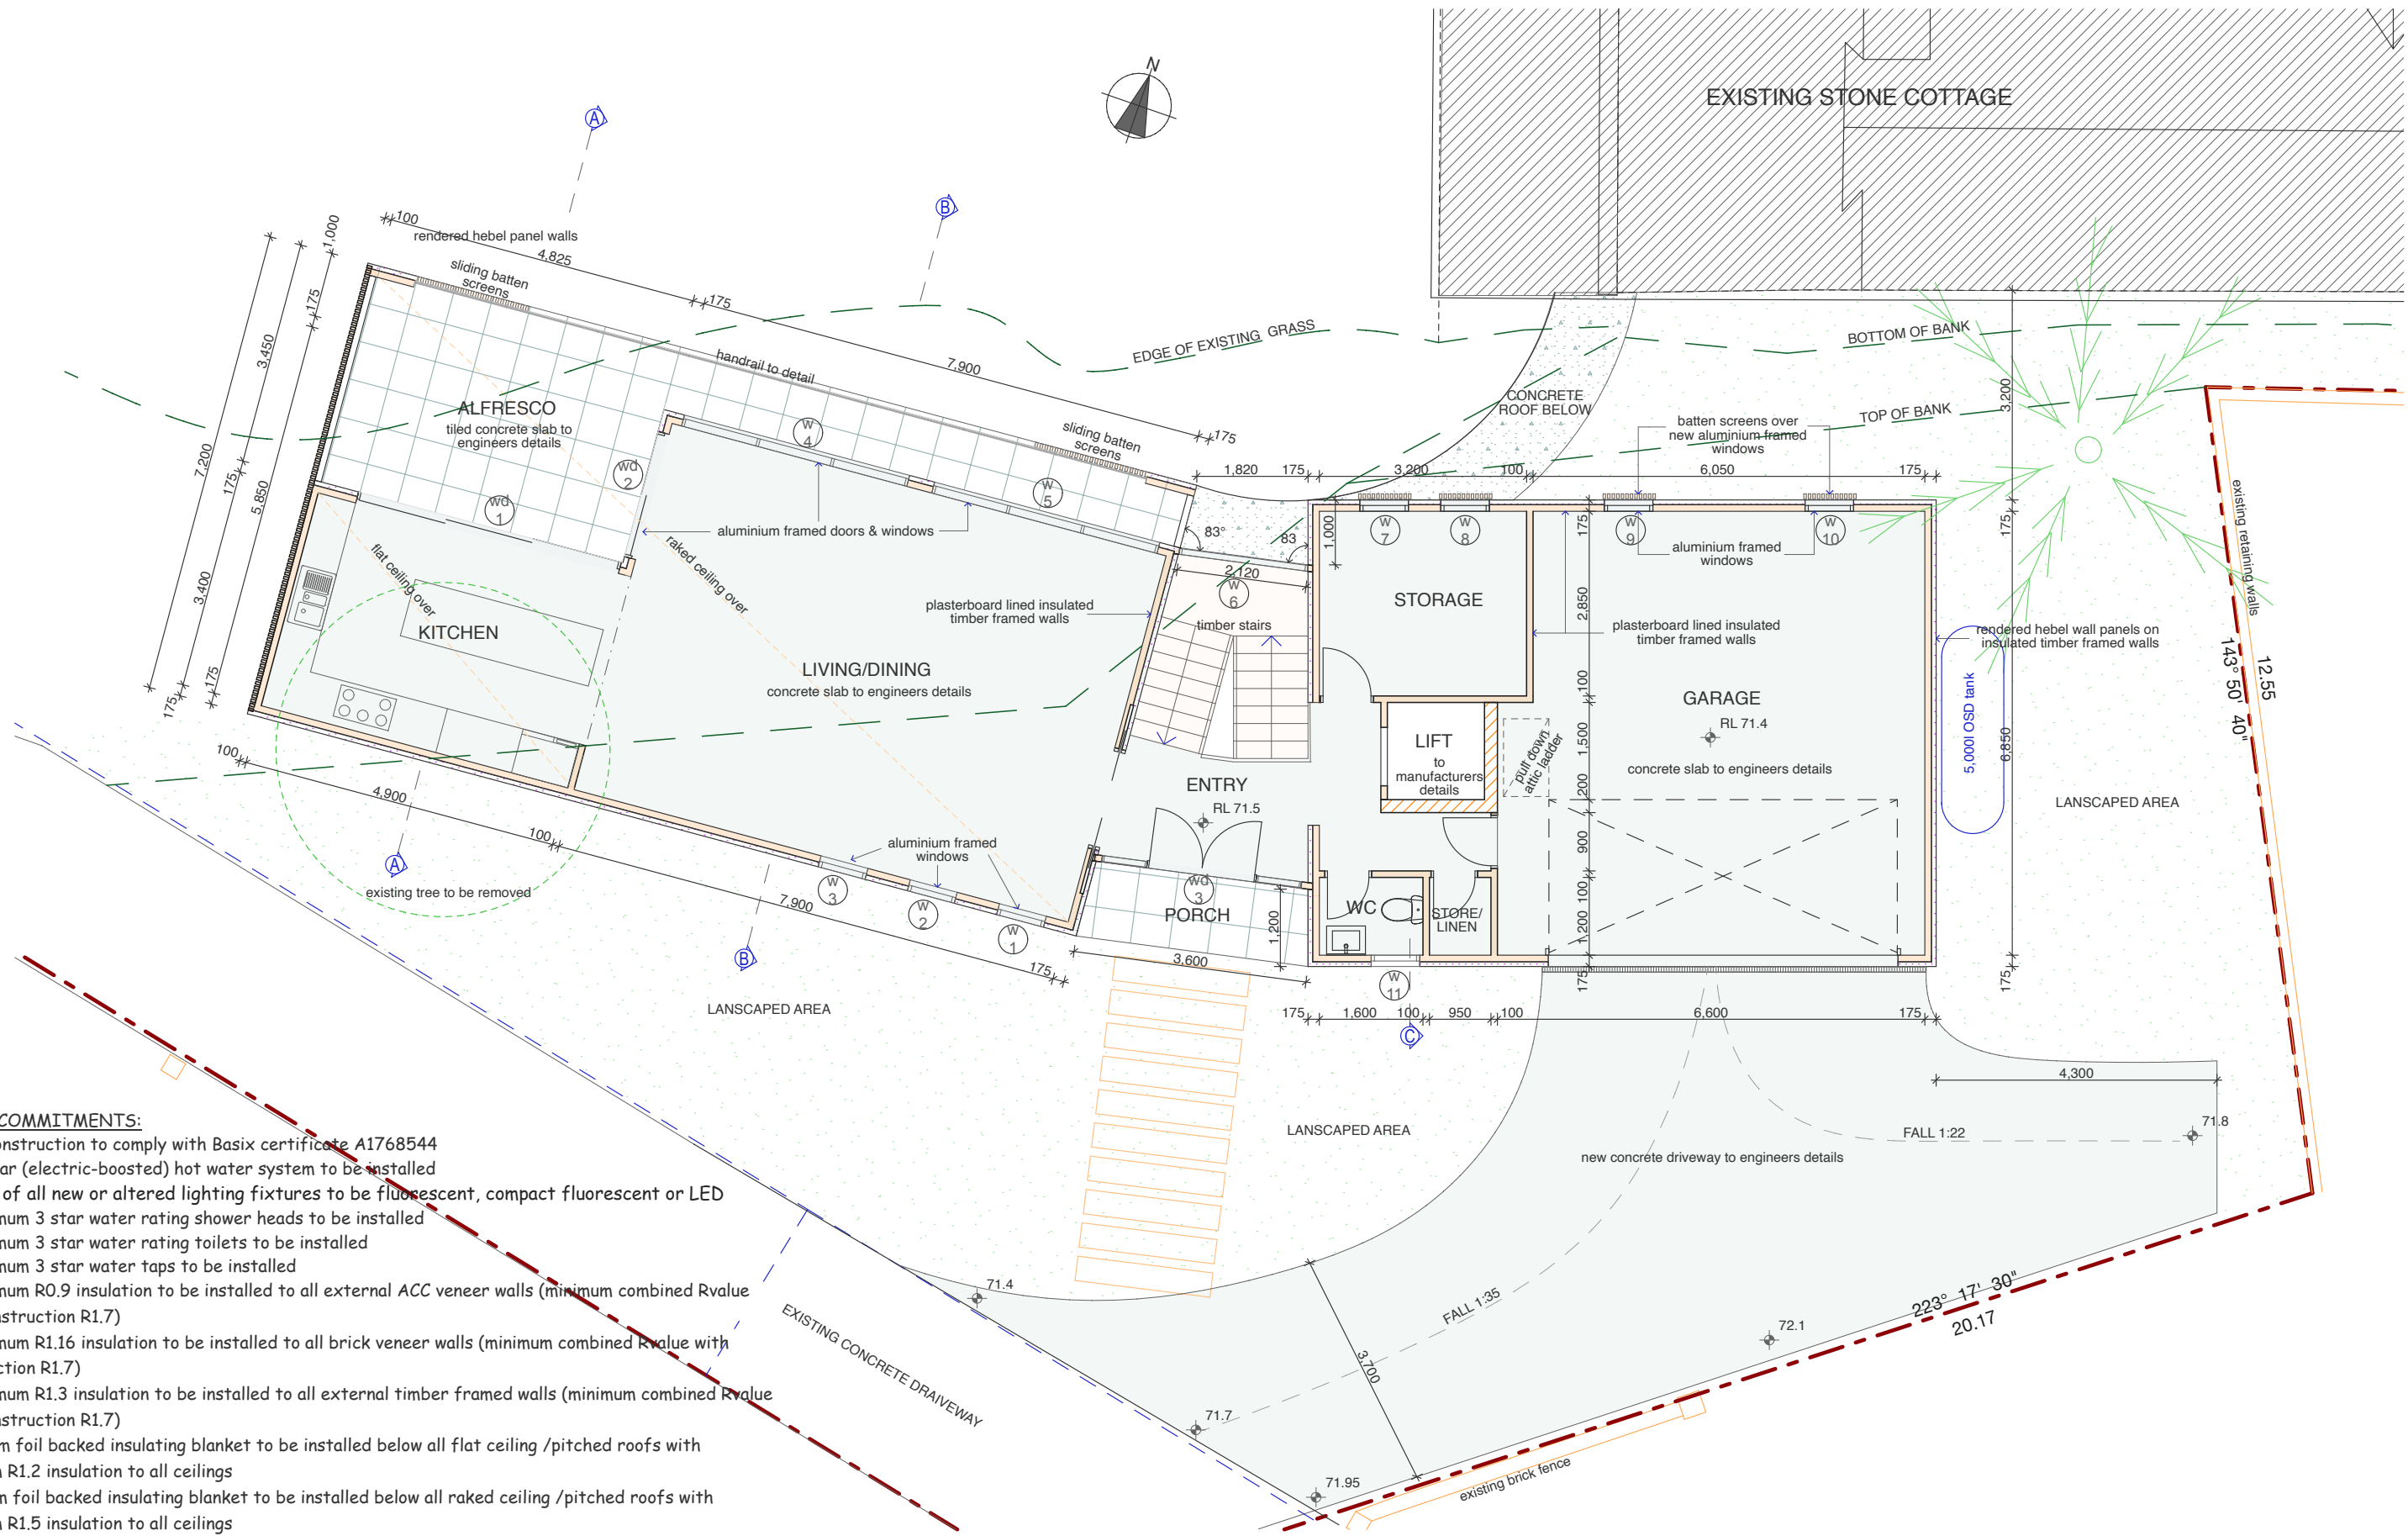 N
EXISTING STONE COTTAGE
A
B
100
rendered hebel panel walls
4,825
1,000
sliding batten
screens
175
175
3,450
handrail to detail
7,900
EDGE OF EXISTING GRASS
BOTTOM OF BANK
CONCRETE
ROOF BELOW
TOP OF BANK
3,200
batten screens over
new aluminium framed
windows
ALFRESCO
tiled concrete slab to
engineers details
w
4
sliding batten
screens
175
7,200
175
5,850
wd
2
1,820
175
3,200
100
6,050
175
w
5
wd
1
aluminium framed doors & windows
83°
83
1,000
w
7
w
8
175
w
9
w
10
175
aluminium framed
windows
existing retaining walls
flat ceiling over
raked ceiling over
2,120
w
6
3,400
STORAGE
2,850
plasterboard lined insulated
timber framed walls
timber stairs
plasterboard lined insulated
timber framed walls
rendered hebel wall panels on
insulated timber framed walls
KITCHEN
LIVING/DINING
concrete slab to engineers details
175
175
100
GARAGE
RL 71.4
143° 50' 40"
12.55
5,000l OSD tank
6,850
LIFT
to
manufacturers
details
pull down
attic ladder
1,500
concrete slab to engineers details
100
4,900
ENTRY
RL 71.5
200
LANSCAPED AREA
100
900
A
aluminium framed
windows
existing tree to be removed
w
3
w
2
w
1
7,900
wd
3
PORCH
1,200
WC
STORE/
LINEN
100
1,200
B
175
3,600
175
175
w
11
LANSCAPED AREA
175
1,600
100
950
100
6,600
175
C
4,300
COMMITMENTS:
onstruction to comply with Basix certificate A1768544
ar (electric-boosted) hot water system to be installed
of all new or altered lighting fixtures to be fluorescent, compact fluorescent or LED
mum 3 star water rating shower heads to be installed
mum 3 star water rating toilets to be installed
mum 3 star water taps to be installed
mum R0.9 insulation to be installed to all external ACC veneer walls (minimum combined Rvalue
nstruction R1.7)
mum R1.16 insulation to be installed to all brick veneer walls (minimum combined Rvalue with
ction R1.7)
mum R1.3 insulation to be installed to all external timber framed walls (minimum combined Rvalue
nstruction R1.7)
m foil backed insulating blanket to be installed below all flat ceiling /pitched roofs with
R1.2 insulation to all ceilings
m foil backed insulating blanket to be installed below all raked ceiling /pitched roofs with
R1.5 insulation to all ceilings
LANSCAPED AREA
FALL 1:22
71.8
new concrete driveway to engineers details
71.4
EXISTING CONCRETE DRAIVEWAY
FALL 1:35
223° 17' 30"
20.17
72.1
3,700
71.7
71.95
existing brick fence